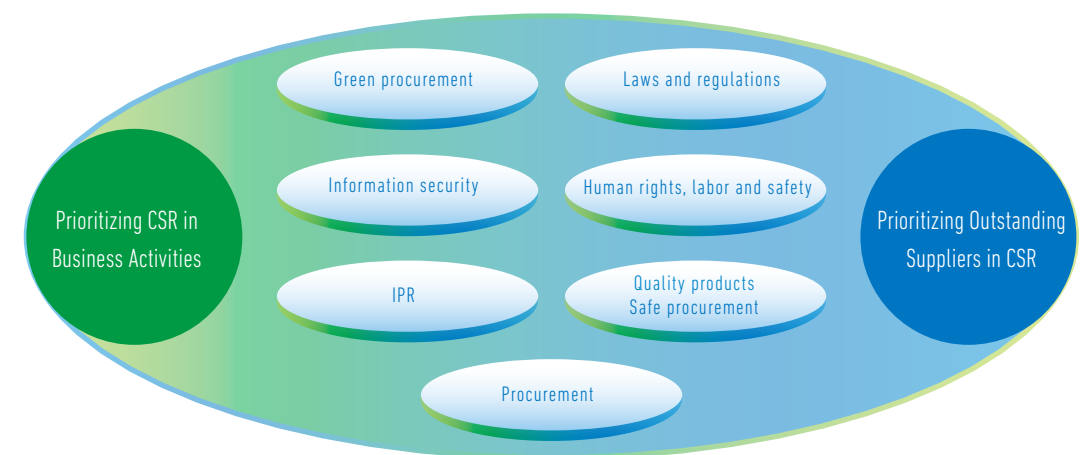 Green procurement
Laws and regulations
Information security
Human rights, labor and safety
Prioritizing CSR in
Business Activities
Prioritizing Outstanding
Suppliers in CSR
IPR
Quality products
Safe procurement
Procurement